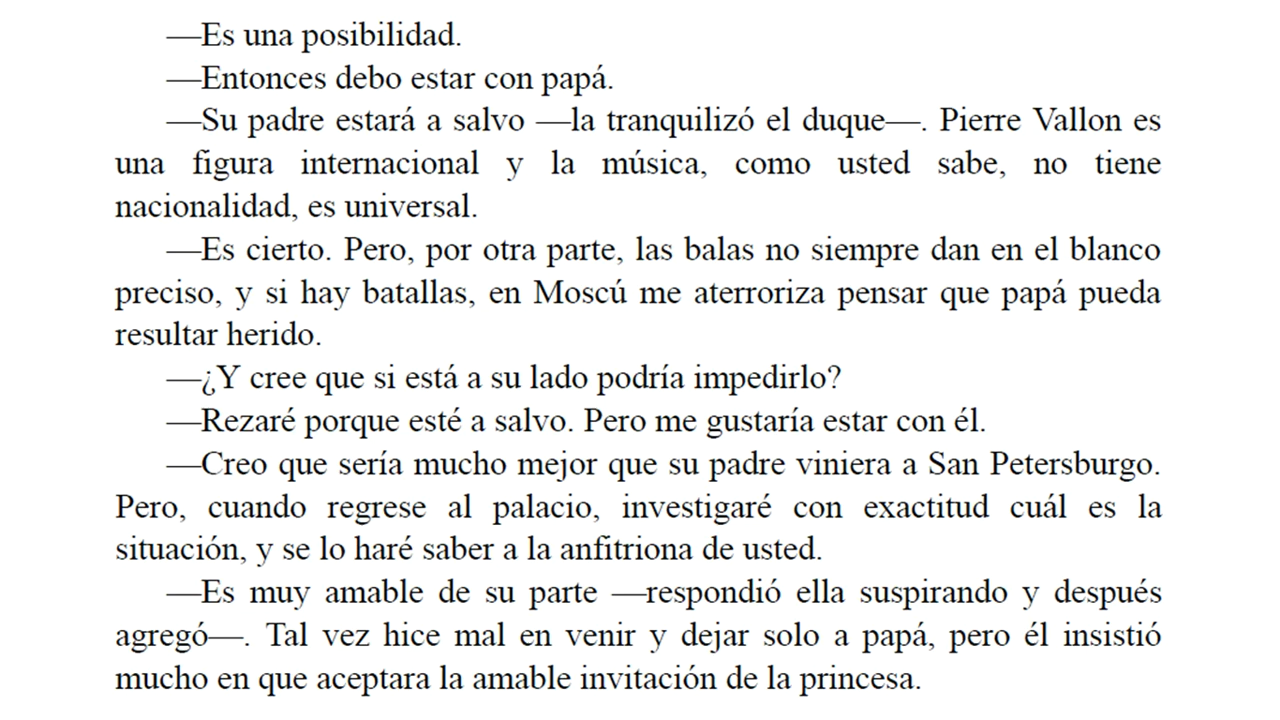 —Es una posibilidad.
—Entonces debo estar con papá.
—Su padre estará a salvo —la tranquilizó el duque—. Pierre Vallon es
una figura internacional y la música, como usted sabe, no tiene
nacionalidad, es universal.
—Es cierto. Pero, por otra parte, las balas no siempre dan en el blanco
preciso, y si hay batallas, en Moscú me aterroriza pensar que papá pueda
resultar herido.
—¿Y cree que si está a su lado podría impedirlo?
—Rezaré porque esté a salvo. Pero me gustaría estar con él.
—Creo que sería mucho mejor que su padre viniera a San Petersburgo.
Pero, cuando regrese al palacio, investigaré con exactitud cuál es la
situación, y se lo haré saber a la anfitriona de usted.
—Es muy amable de su parte —respondió ella suspirando y después
agregó—. Tal vez hice mal en venir y dejar solo a papá, pero él insistió
mucho en que aceptara la amable invitación de la princesa.